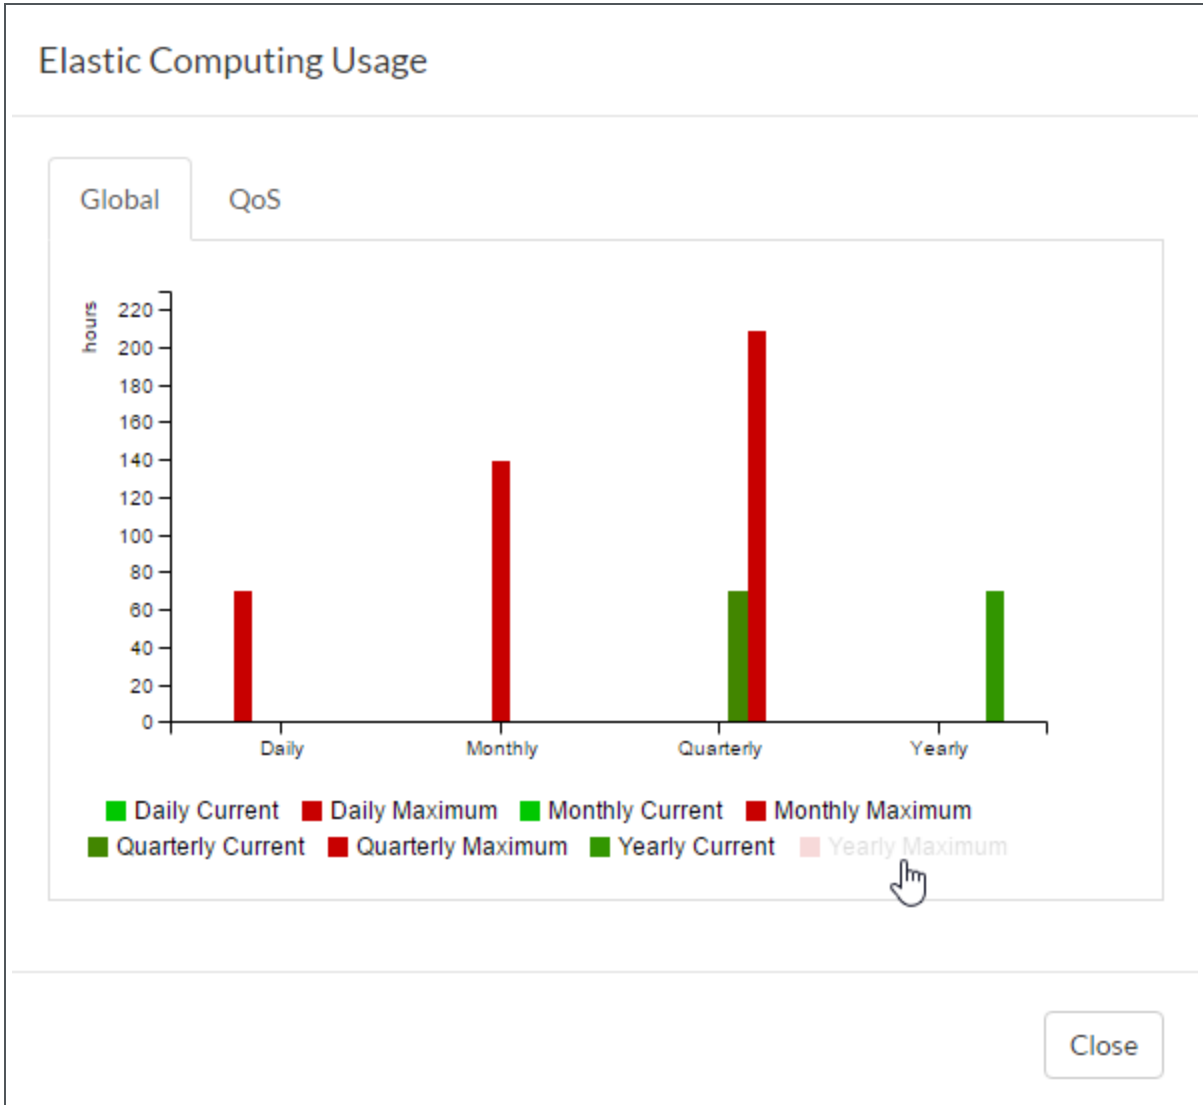 Elastic Computing Usage
Global QoS
hours
220
200
180
160
140
120
100
80
60
40
20
0
Daily Monthly Quarterly Yearly
Daily Current Daily Maximum Monthly Current Monthly Maximum
Quarterly Current Quarterly Maximum Yearly Current Yearly Maximum
Close